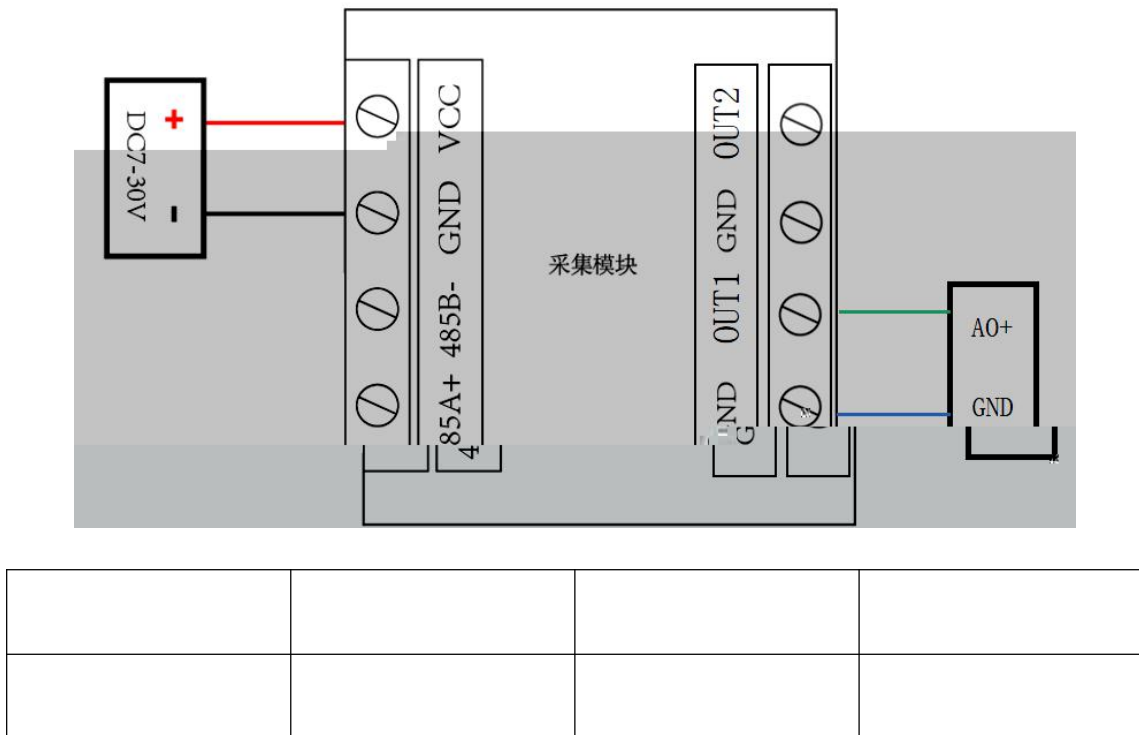 +
DC7-30V
-
VCC
GND
485B-
485A+
采集模块
OUT2
GND
OUT1
GND
AO+
GND